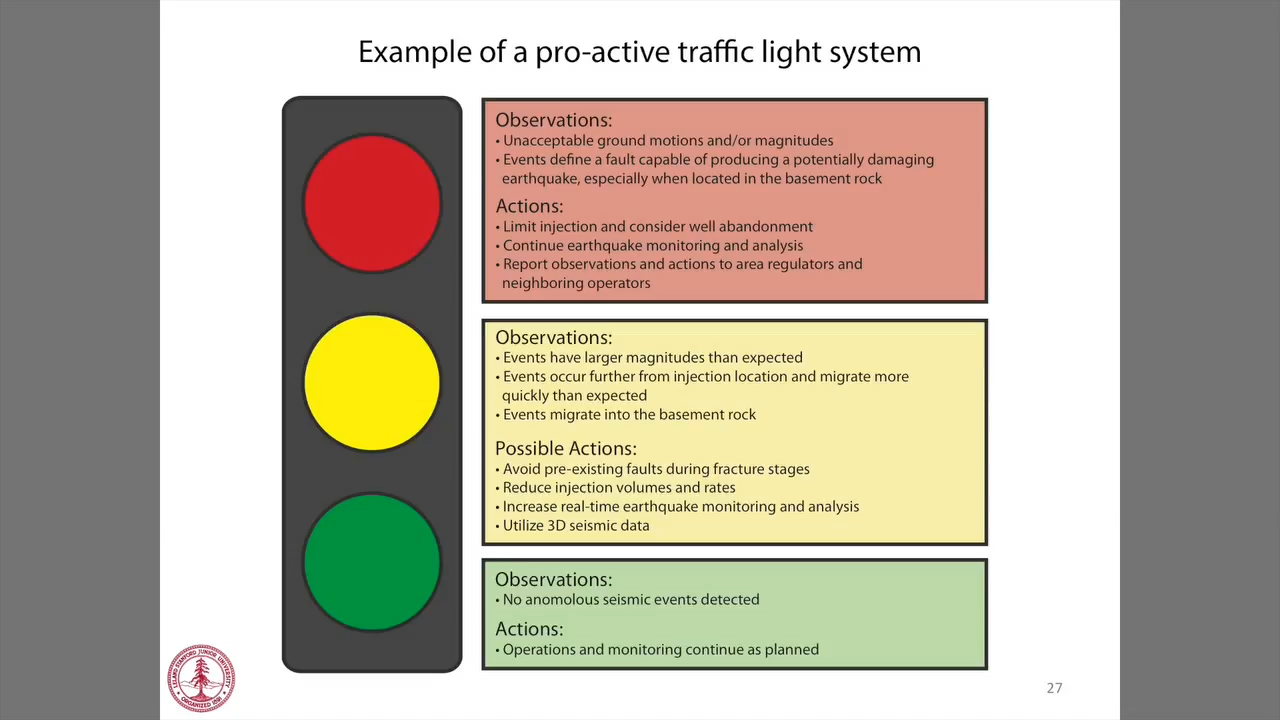 Example of a pro-active traffic light system
Observations:
• Unacceptable ground motions and/or magnitudes
• Events define a fault capable of producing a potentially damaging
earthquake, especially when located in the basement rock
Actions:
• Limit injection and consider well abandonment
• Continue earthquake monitoring and analysis
• Report observations and actions to area regulators and
neighboring operators
Observations:
• Events have larger magnitudes than expected
• Events occur further from injection location and migrate more
quickly than expected
• Events migrate into the basement rock
Possible Actions:
• Avoid pre-existing faults during fracture stages
• Reduce injection volumes and rates
• Increase real-time earthquake monitoring and analysis
• Utilize 3D seismic data
Observations:
• No anomolous seismic events detected
Actions:
• Operations and monitoring continue as planned
LELAND STANFORD JUNIOR UNIVERSITY
ORGANIZED 1891
27